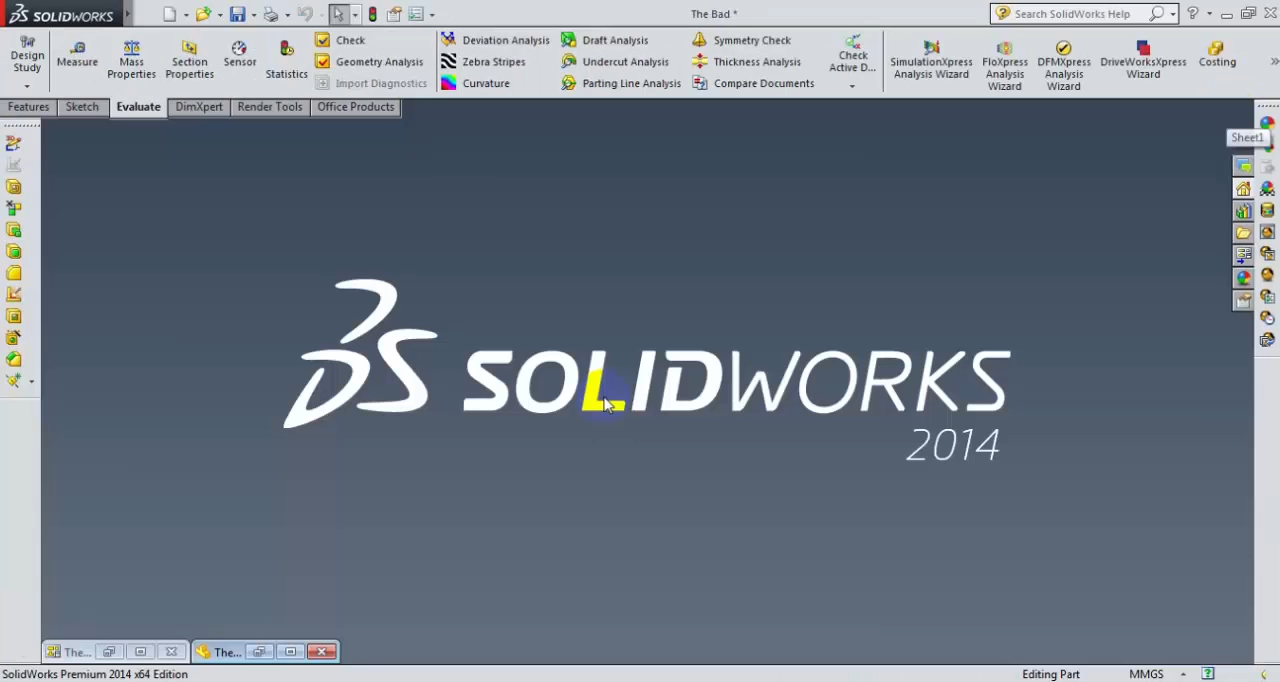 SOLIDWORKS
The Bad *
Search SolidWorks Help
Design Study
Measure
Mass Properties
Section Properties
Sensor
Statistics
Check
Geometry Analysis
Import Diagnostics
Deviation Analysis
Zebra Stripes
Curvature
Draft Analysis
Undercut Analysis
Parting Line Analysis
Symmetry Check
Thickness Analysis
Compare Documents
Check Active D...
SimulationXpress Analysis Wizard
FloXpress Analysis Wizard
DFMXpress Analysis Wizard
DriveWorksXpress Wizard
Costing
Features
Sketch
Evaluate
DimXpert
Render Tools
Office Products
Sheet1
SOLIDWORKS
2014
The...
The...
SolidWorks Premium 2014 x64 Edition
Editing Part
MMGS